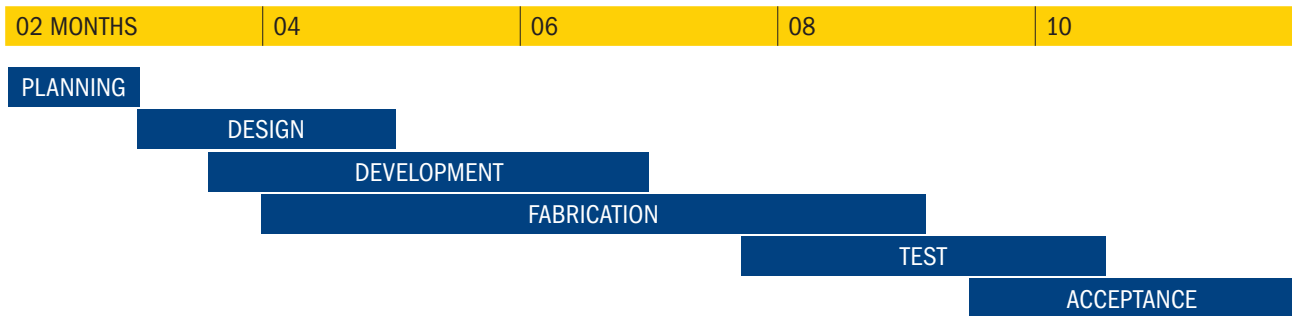 02 MONTHS 04 06 08 10
PLANNING
DESIGN
DEVELOPMENT
FABRICATION
TEST
ACCEPTANCE